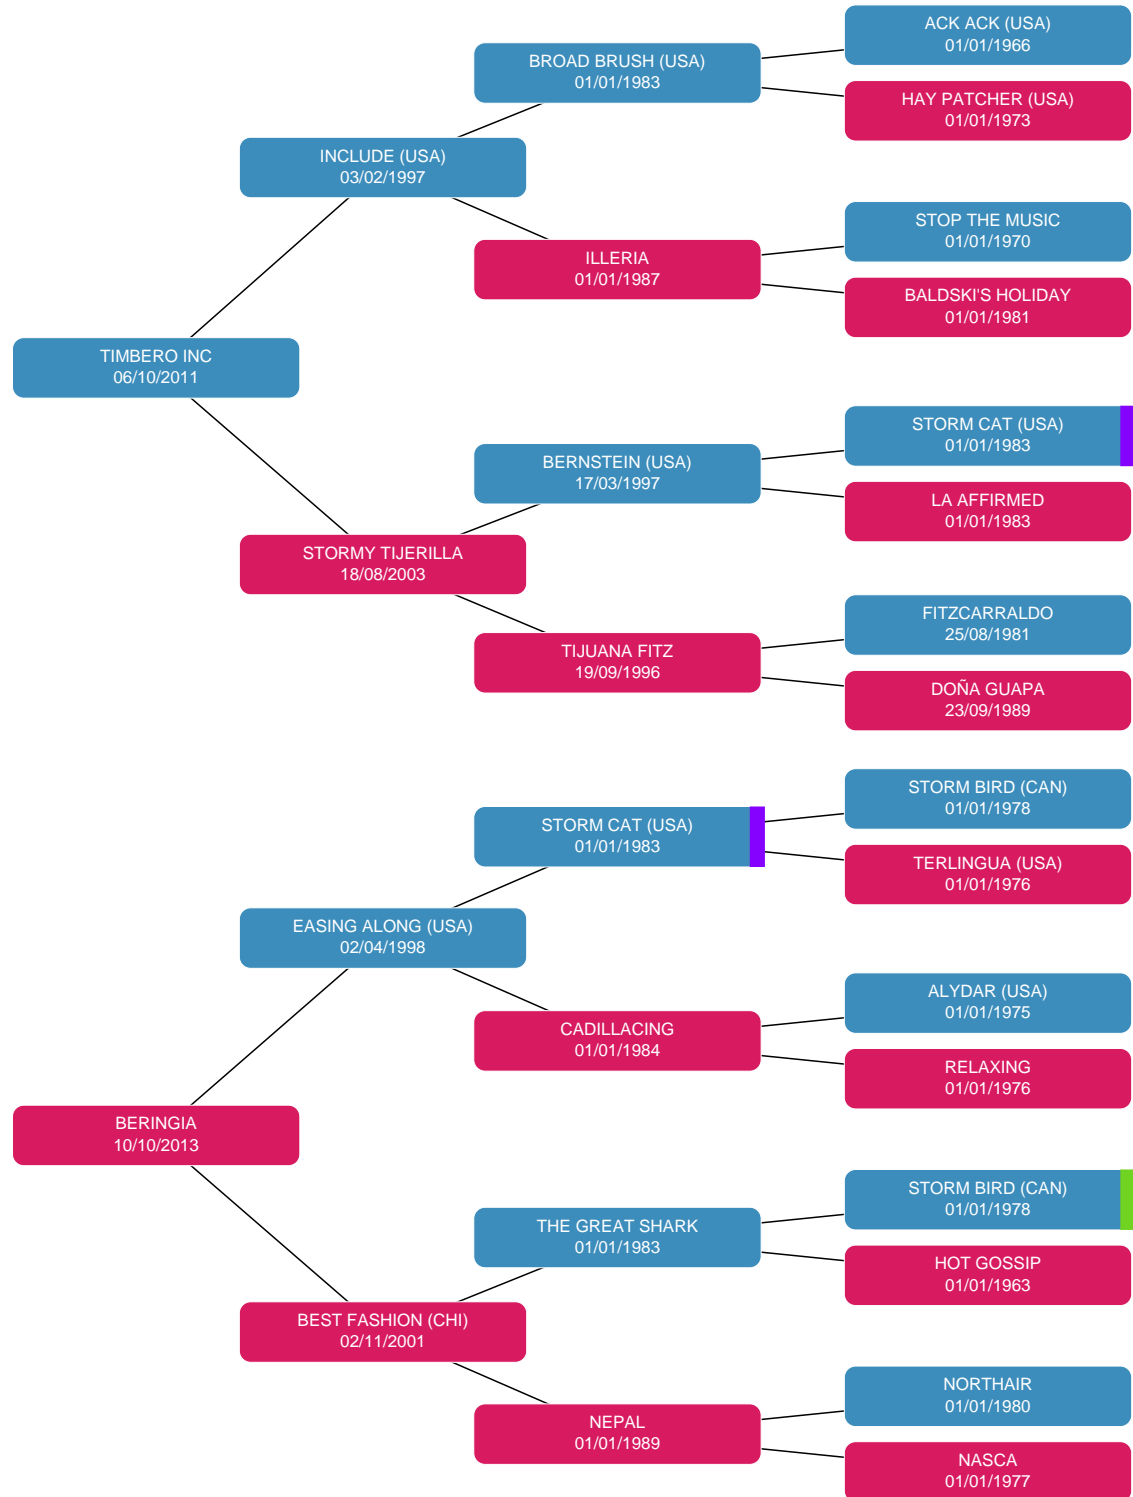 ACK ACK (USA)
01/01/1966
BROAD BRUSH (USA)
01/01/1983
HAY PATCHER (USA)
01/01/1973
INCLUDE (USA)
03/02/1997
STOP THE MUSIC
01/01/1970
ILLERIA
01/01/1987
BALDSKI'S HOLIDAY
01/01/1981
TIMBERO INC
06/10/2011
STORM CAT (USA)
01/01/1983
BERNSTEIN (USA)
17/03/1997
LA AFFIRMED
01/01/1983
STORMY TIJERILLA
18/08/2003
FITZCARRALDO
25/08/1981
TIJUANA FITZ
19/09/1996
DOÑA GUAPA
23/09/1989
STORM BIRD (CAN)
01/01/1978
STORM CAT (USA)
01/01/1983
TERLINGUA (USA)
01/01/1976
EASING ALONG (USA)
02/04/1998
ALYDAR (USA)
01/01/1975
CADILLACING
01/01/1984
RELAXING
01/01/1976
BERINGIA
10/10/2013
STORM BIRD (CAN)
01/01/1978
THE GREAT SHARK
01/01/1983
HOT GOSSIP
01/01/1963
BEST FASHION (CHI)
02/11/2001
NORTHAIR
01/01/1980
NEPAL
01/01/1989
NASCA
01/01/1977